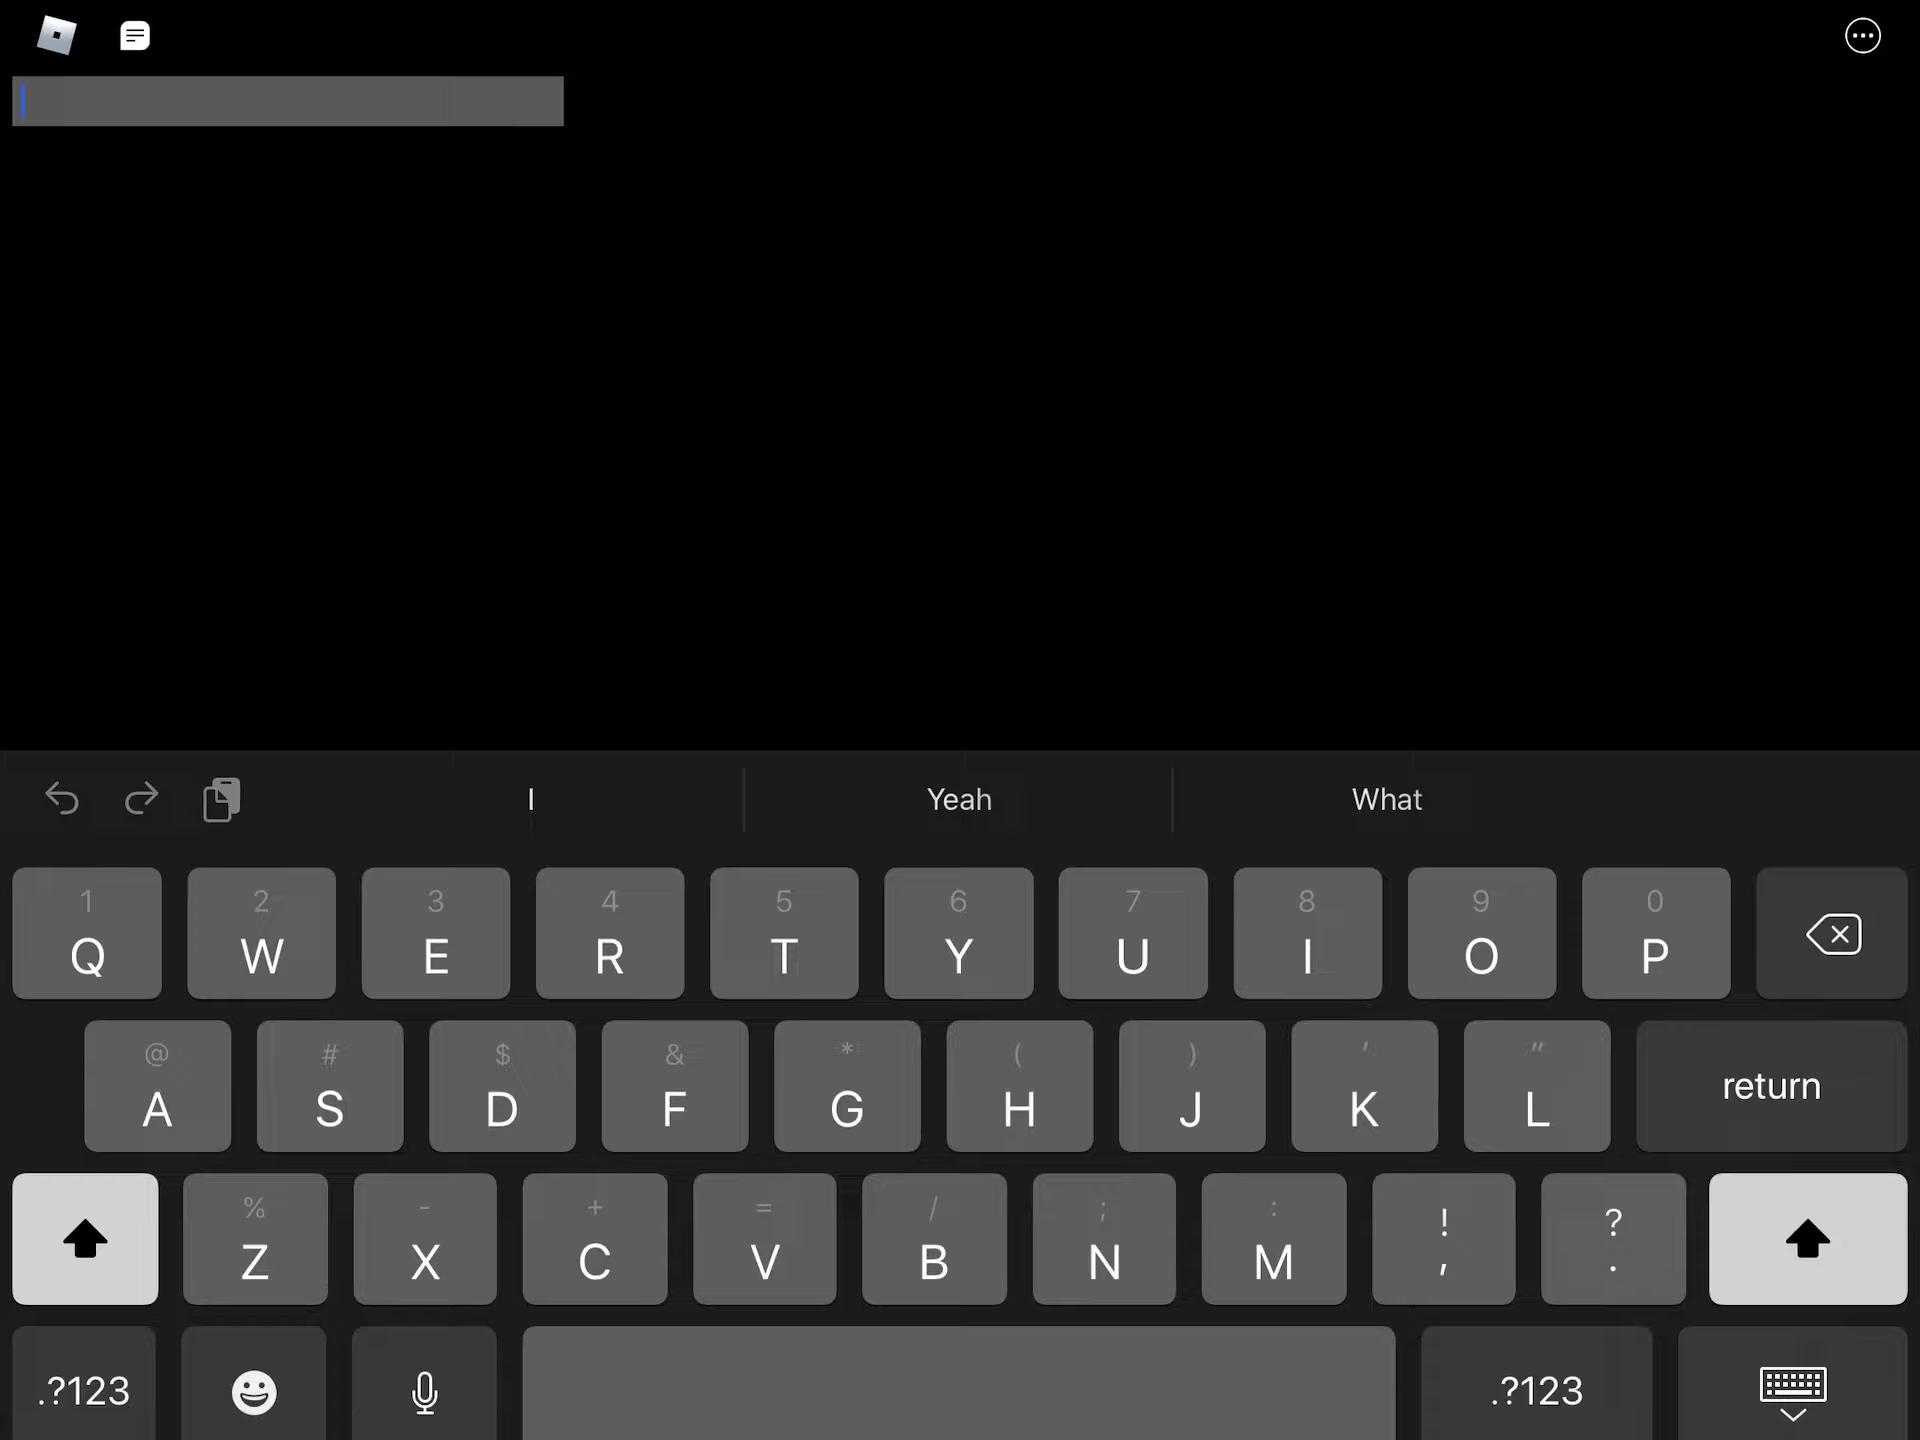 I Yeah What
1 2 3 4 5 6 7 8 9 0
Q W E R T Y U I O P
@ # $ & * ( ) ' "
A S D F G H J K L return
% - + = / ; : ! ?
Z X C V B N M , .
.?123 .?123